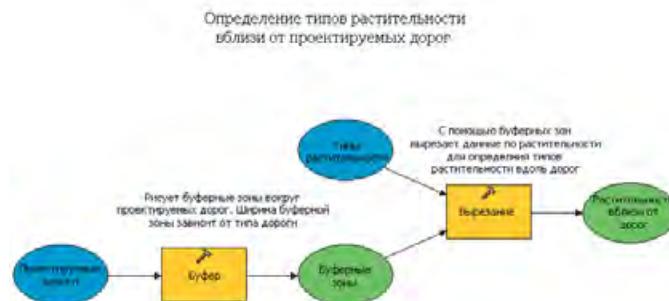 Определение типов растительности
вблизи от проектируемых дорог
Типы
растительности
С помощью буферных зон
вырезает данные по растительности
для определния типов
растительности вдоль дорог
Рисует буферные зоны вокруг
проектируемых дорог. Ширина буферной
зоны зависит от типа дороги
Вырезание
Растительность
вблизи от
дорог
Проектируемые
Буфер
Буферные
зоны